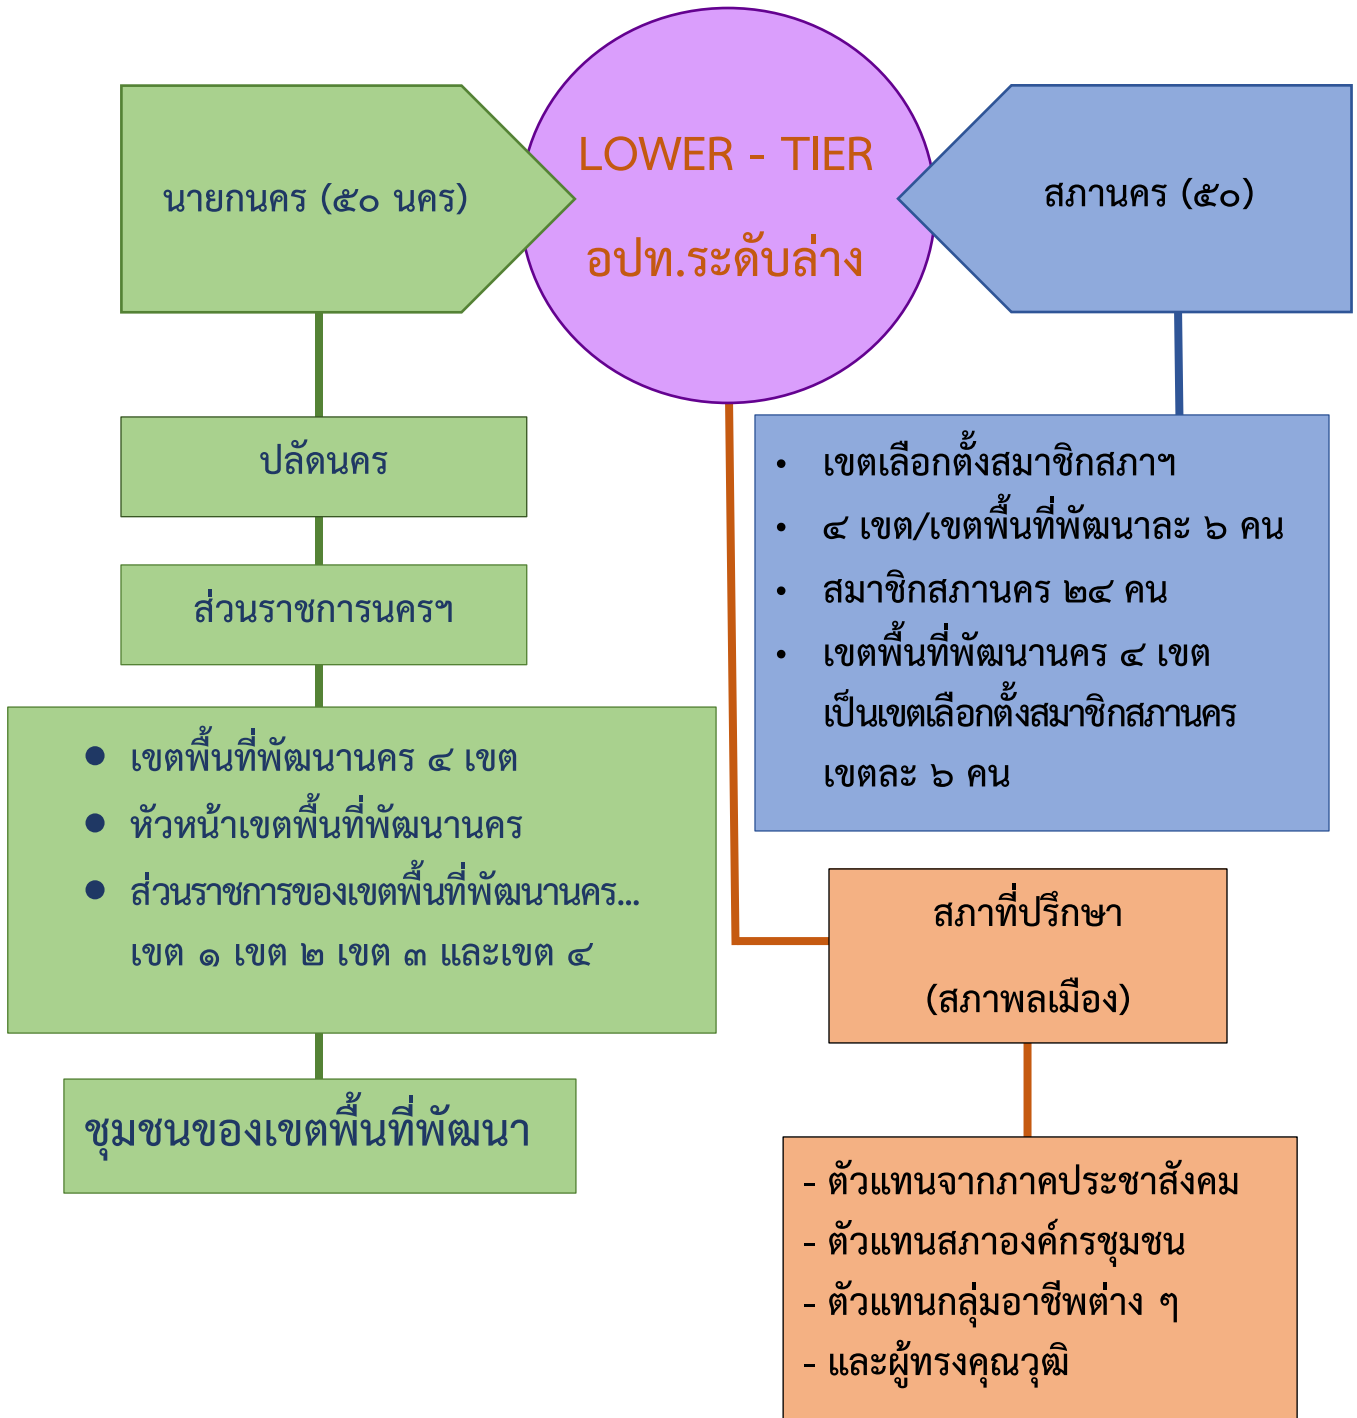 LOWER - TIER
อปท.ระดับล่าง
นายกนคร (๕๐ นคร)
สภานคร (๕๐)
ปลัดนคร
ส่วนราชการนครฯ
● เขตพื้นที่พัฒนานคร ๔ เขต
● หัวหน้าเขตพื้นที่พัฒนานคร
● ส่วนราชการของเขตพื้นที่พัฒนานคร...
เขต ๑ เขต ๒ เขต ๓ และเขต ๔
ชุมชนของเขตพื้นที่พัฒนา
• เขตเลือกตั้งสมาชิกสภาฯ
• ๔ เขต/เขตพื้นที่พัฒนาละ ๖ คน
• สมาชิกสภานคร ๒๔ คน
• เขตพื้นที่พัฒนานคร ๔ เขต
เป็นเขตเลือกตั้งสมาชิกสภานคร
เขตละ ๖ คน
สภาที่ปรึกษา
(สภาพลเมือง)
- ตัวแทนจากภาคประชาสังคม
- ตัวแทนสภาองค์กรชุมชน
- ตัวแทนกลุ่มอาชีพต่าง ๆ
- และผู้ทรงคุณวุฒิ